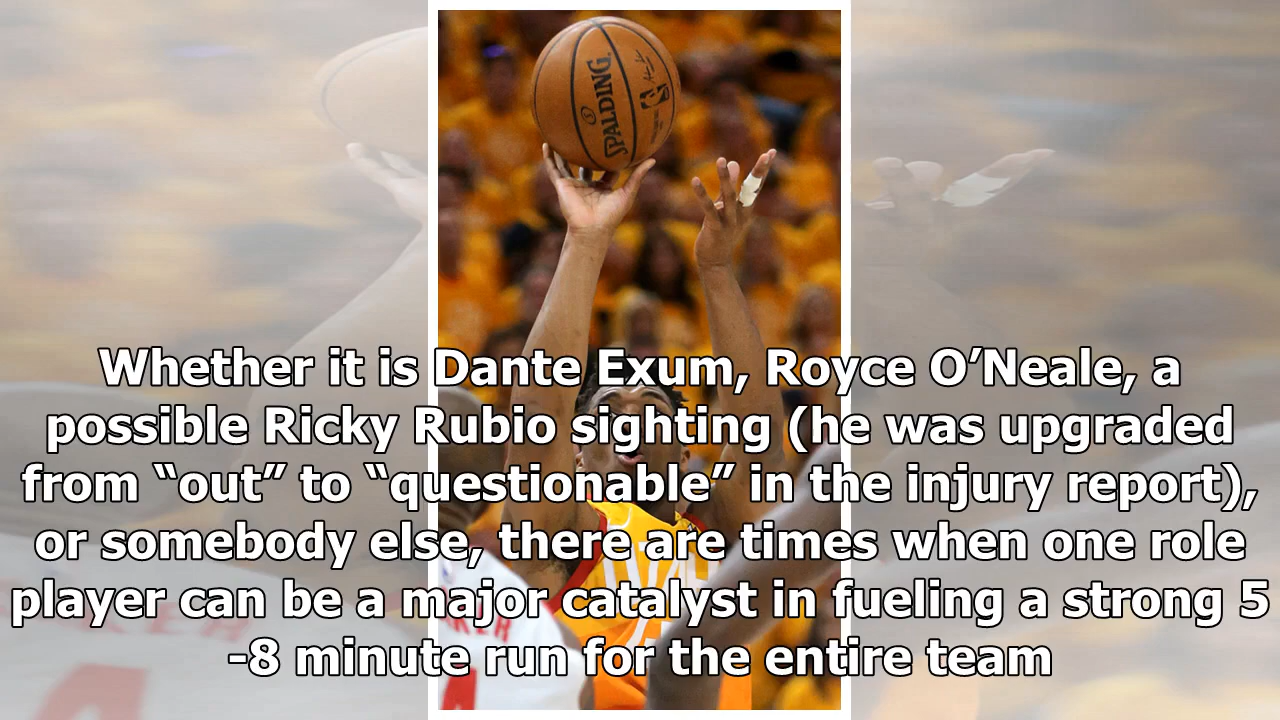 SPALDING
NBA
Whether it is Dante Exum, Royce O’Neale, a
possible Ricky Rubio sighting (he was upgraded
from “out” to “questionable” in the injury report),
or somebody else, there are times when one role
player can be a major catalyst in fueling a strong 5
-8 minute run for the entire team